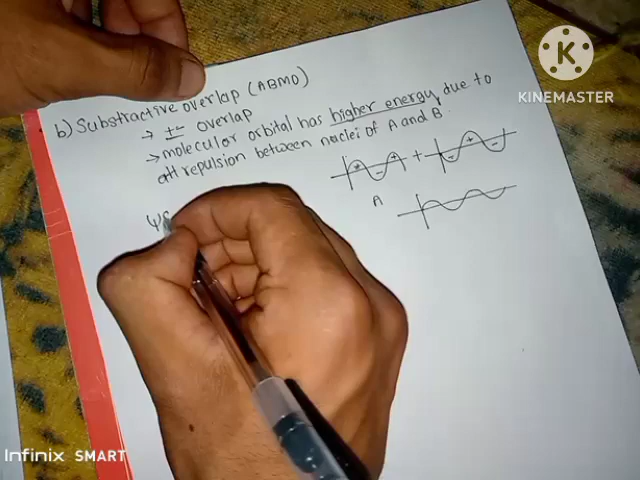 b) Substractive overlap (ABMO)
→ +- overlap
→ molecular orbital has higher energy due to
repulsion between nuclei of A and B.
+ - + + - + -
A
ψ
K
KINEMASTER
Infinix SMART